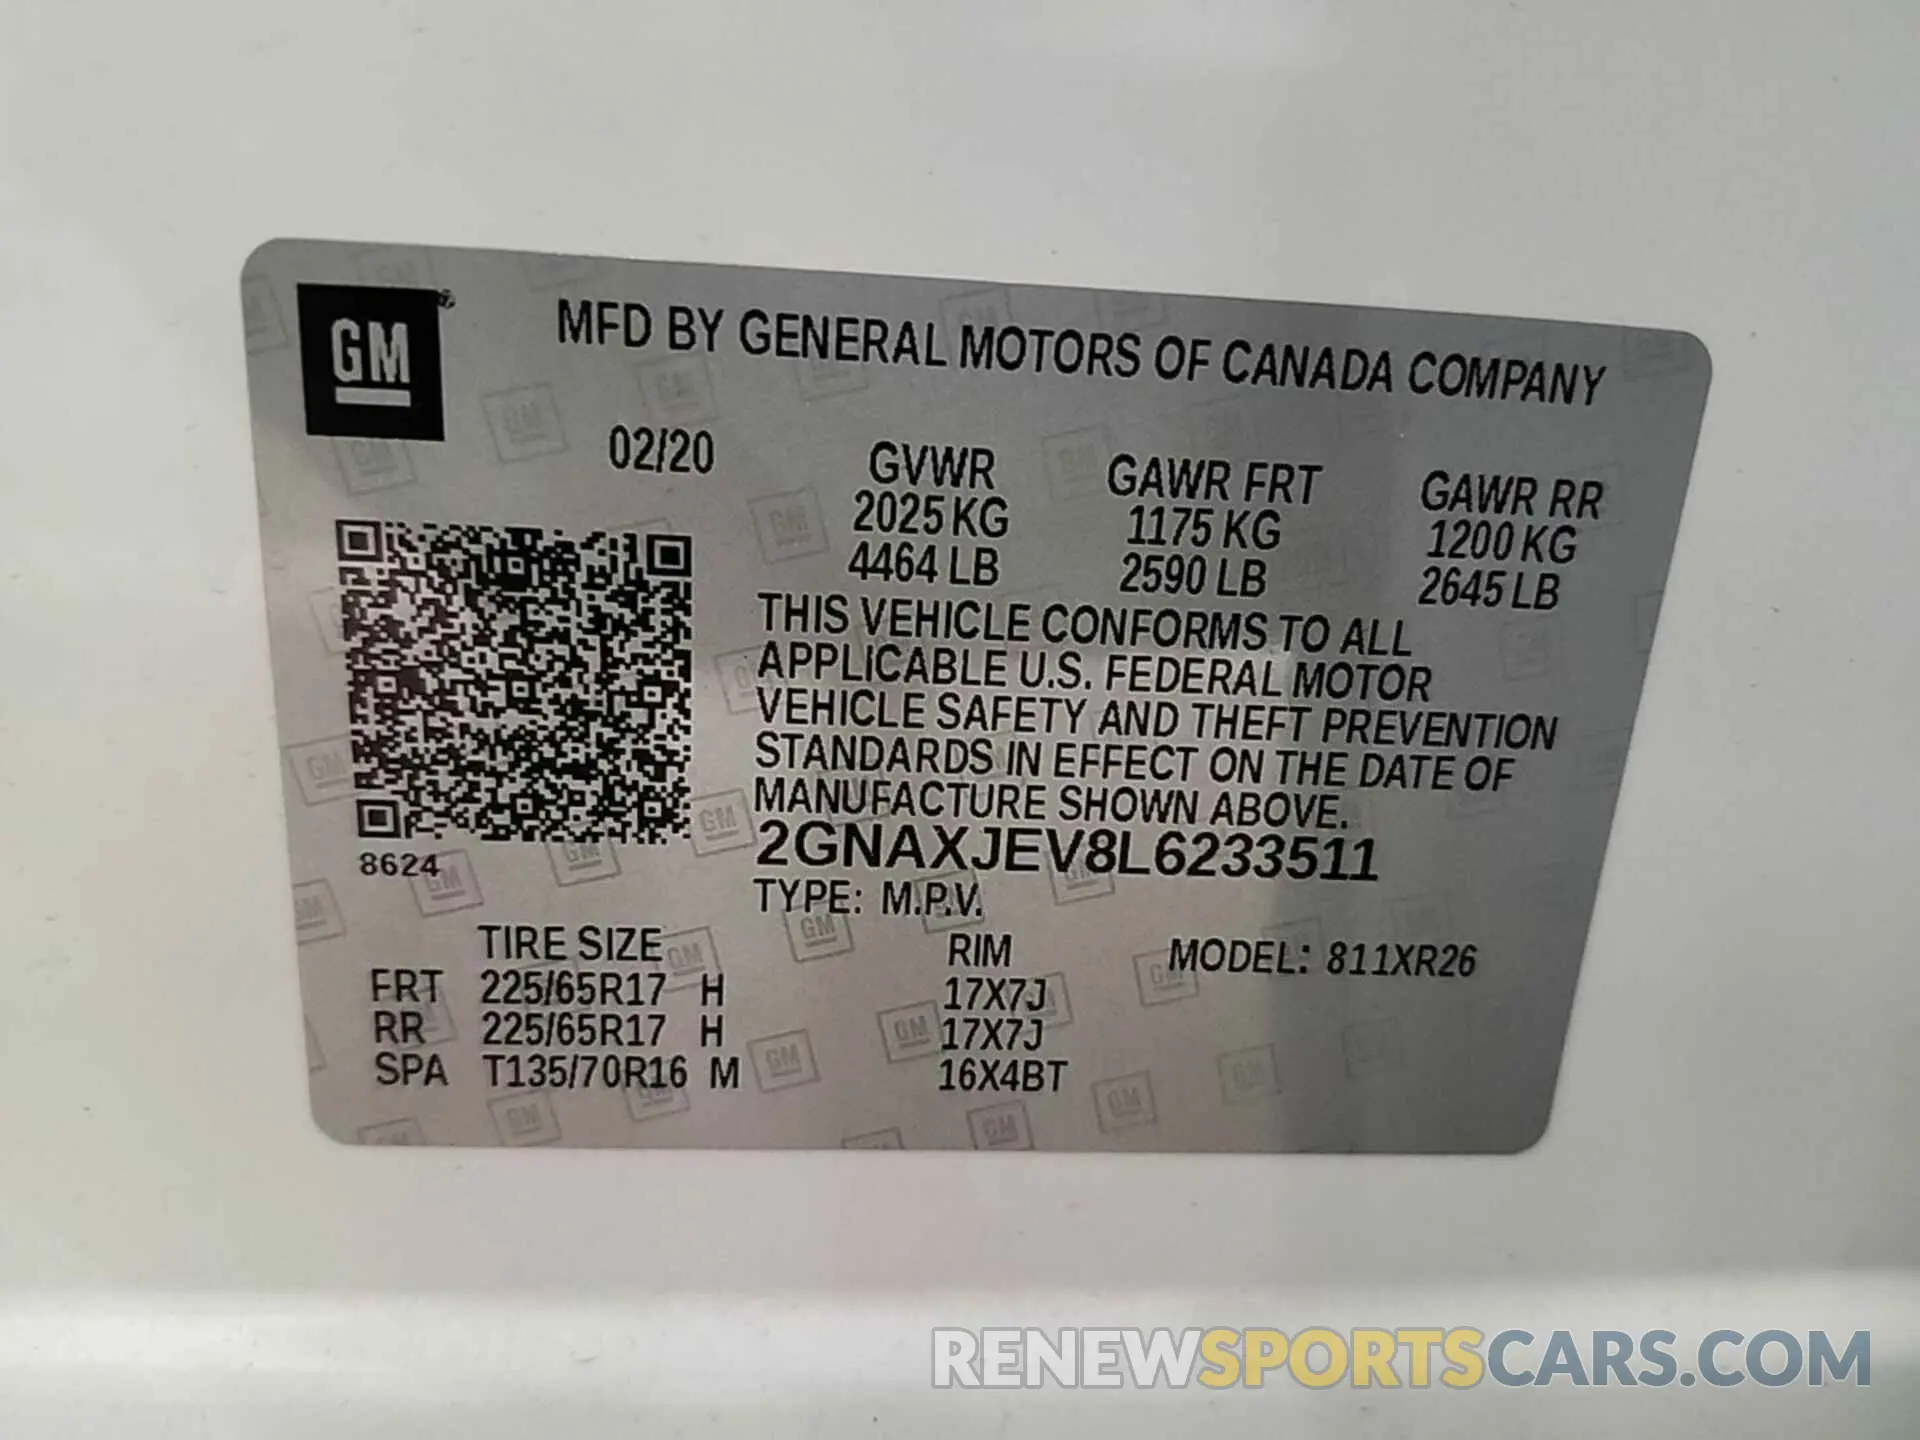 GM
MFD BY GENERAL MOTORS OF CANADA COMPANY
02/20
GVWR
2025 KG
4464 LB
GAWR FRT
1175 KG
2590 LB
GAWR RR
1200 KG
2645 LB
THIS VEHICLE CONFORMS TO ALL
APPLICABLE U.S. FEDERAL MOTOR
VEHICLE SAFETY AND THEFT PREVENTION
STANDARDS IN EFFECT ON THE DATE OF
MANUFACTURE SHOWN ABOVE.
2GNAXJEV8L6233511
TYPE: M.P.V.
8624
TIRE SIZE RIM MODEL: 811XR26
FRT 225/65R17 H 17X7J
RR 225/65R17 H 17X7J
SPA T135/70R16 M 16X4BT
RENEWSPORTSCARS.COM